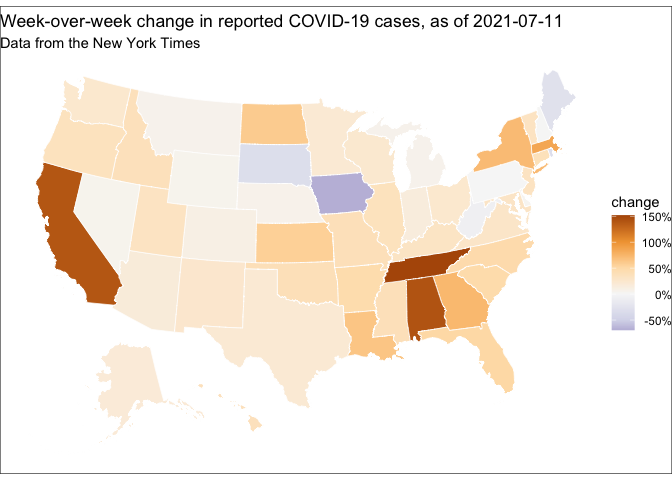 Week-over-week change in reported COVID-19 cases, as of 2021-07-11
Data from the New York Times
change
150%
100%
50%
0%
-50%